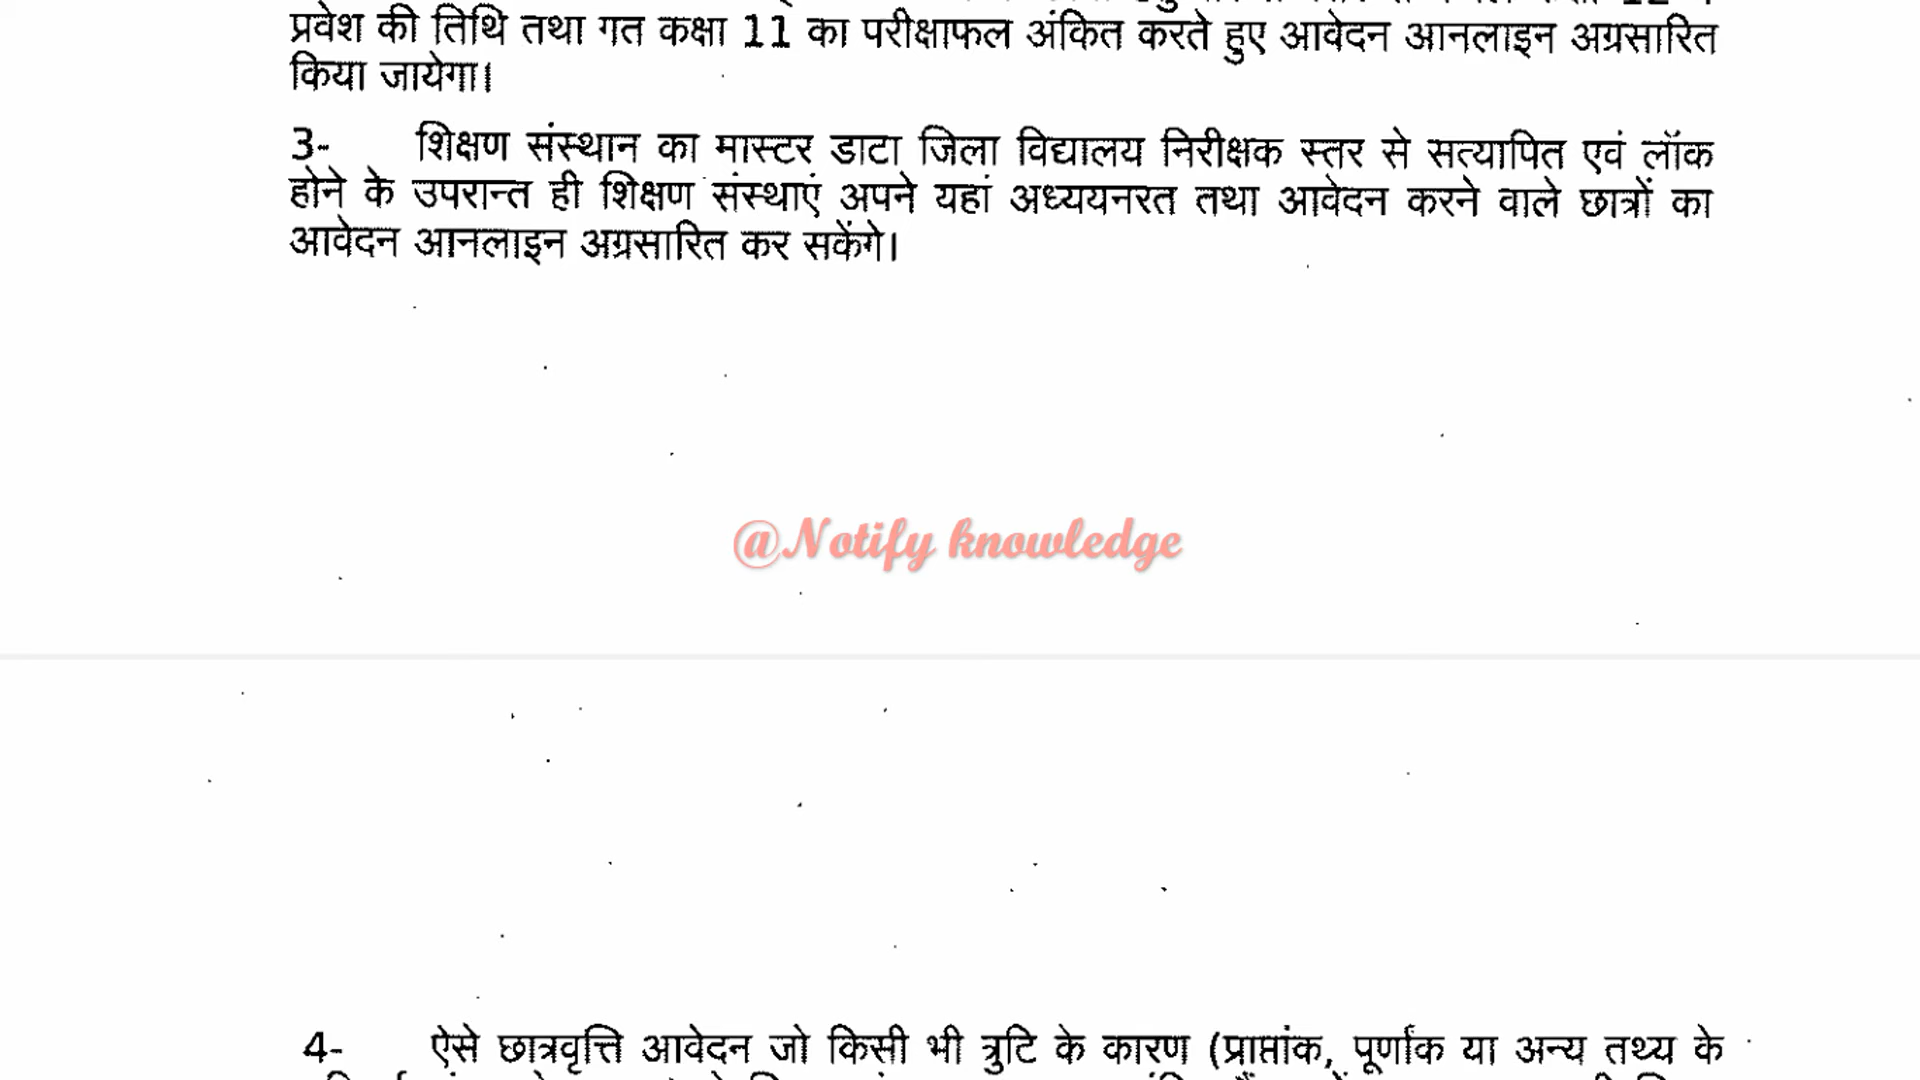 प्रवेश की तिथि तथा गत कक्षा 11 का परीक्षाफल अंकित करते हुए आवेदन आनलाइन अग्रसारित
किया जायेगा।
3- शिक्षण संस्थान का मास्टर डाटा जिला विद्यालय निरीक्षक स्तर से सत्यापित एवं लॉक
होने के उपरान्त ही शिक्षण संस्थाएं अपने यहां अध्ययनरत तथा आवेदन करने वाले छात्रों का
आवेदन आनलाइन अग्रसारित कर सकेंगे।
@Notify knowledge
4- ऐसे छात्रवृत्ति आवेदन जो किसी भी त्रुटि के कारण (प्राप्तांक, पूर्णांक या अन्य तथ्य के